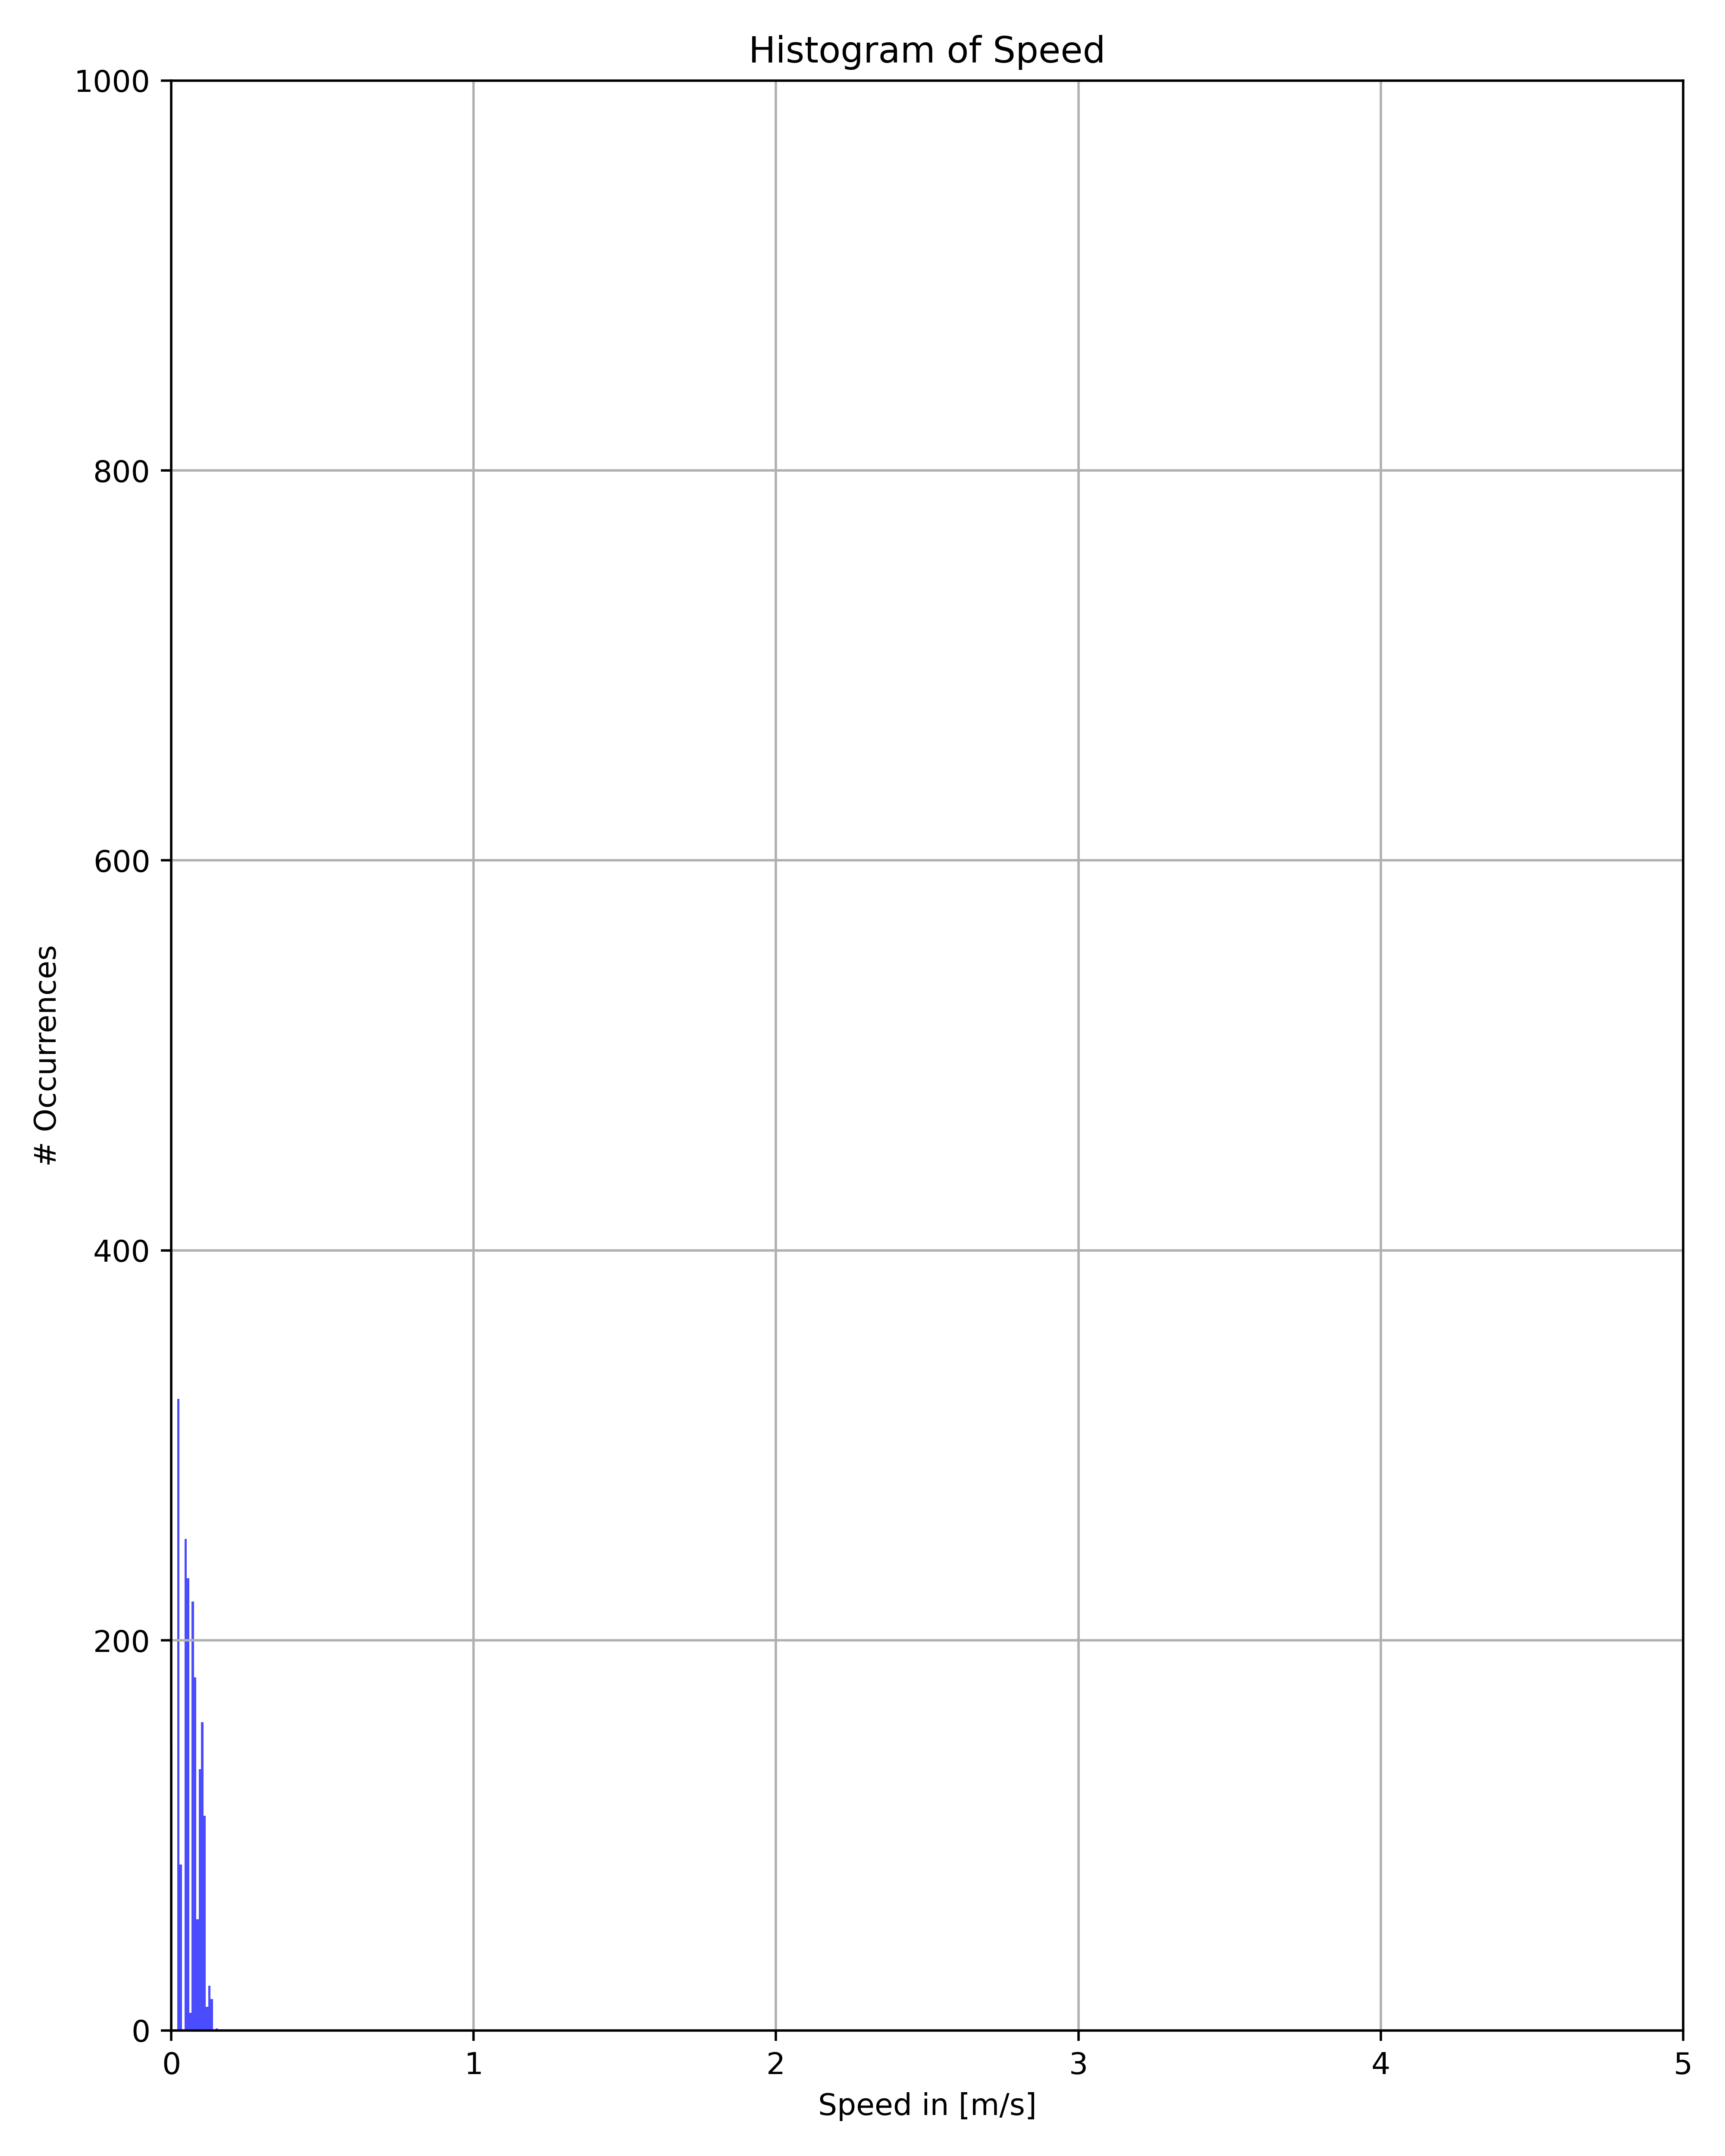 Histogram of Speed
1000
800
600
400
200
0
# Occurrences
0 1 2 3 4 5
Speed in [m/s]